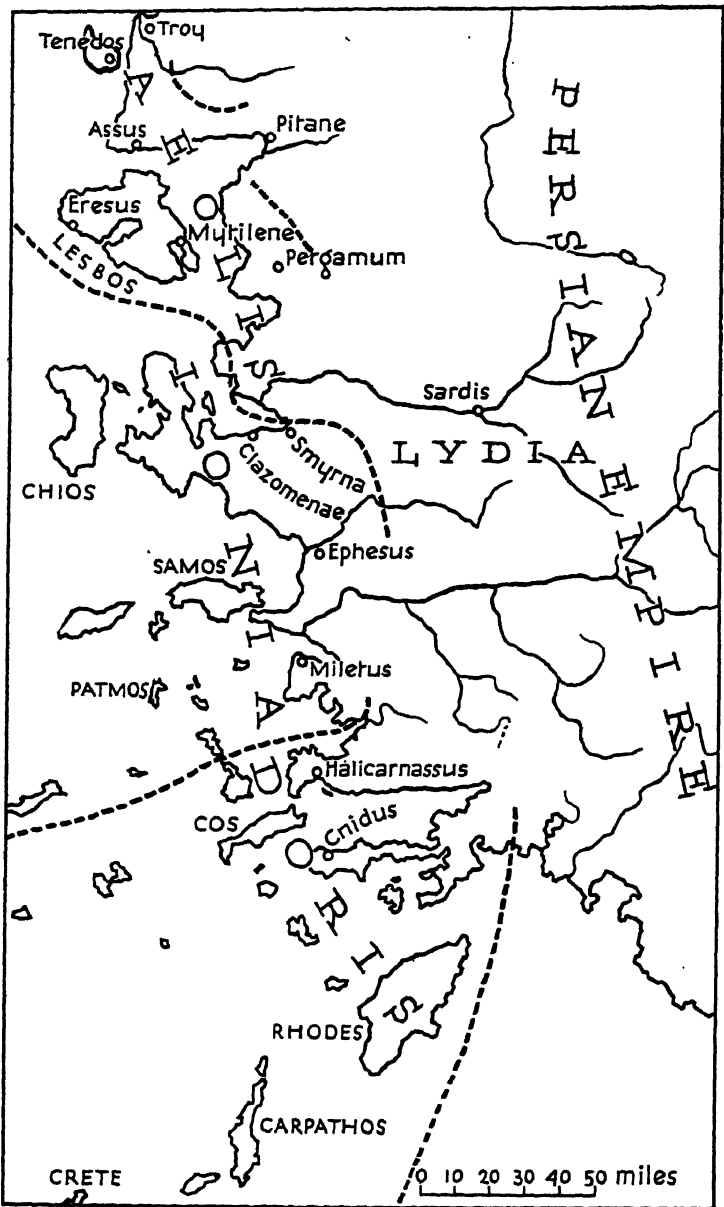 Troy
Tenedos
AEOLIS
Assus
Pitane
PERSIAN EMPIRE
Eresus
Mytilene
LESBOS
Pergamum
IONIA
Sardis
LYDIA
Smyrna
Clazomenae
CHIOS
Ephesus
SAMOS
Miletus
PATMOS
DORIS
Halicarnassus
COS
Cnidus
RHODES
CARPATHOS
CRETE
0 10 20 30 40 50 miles